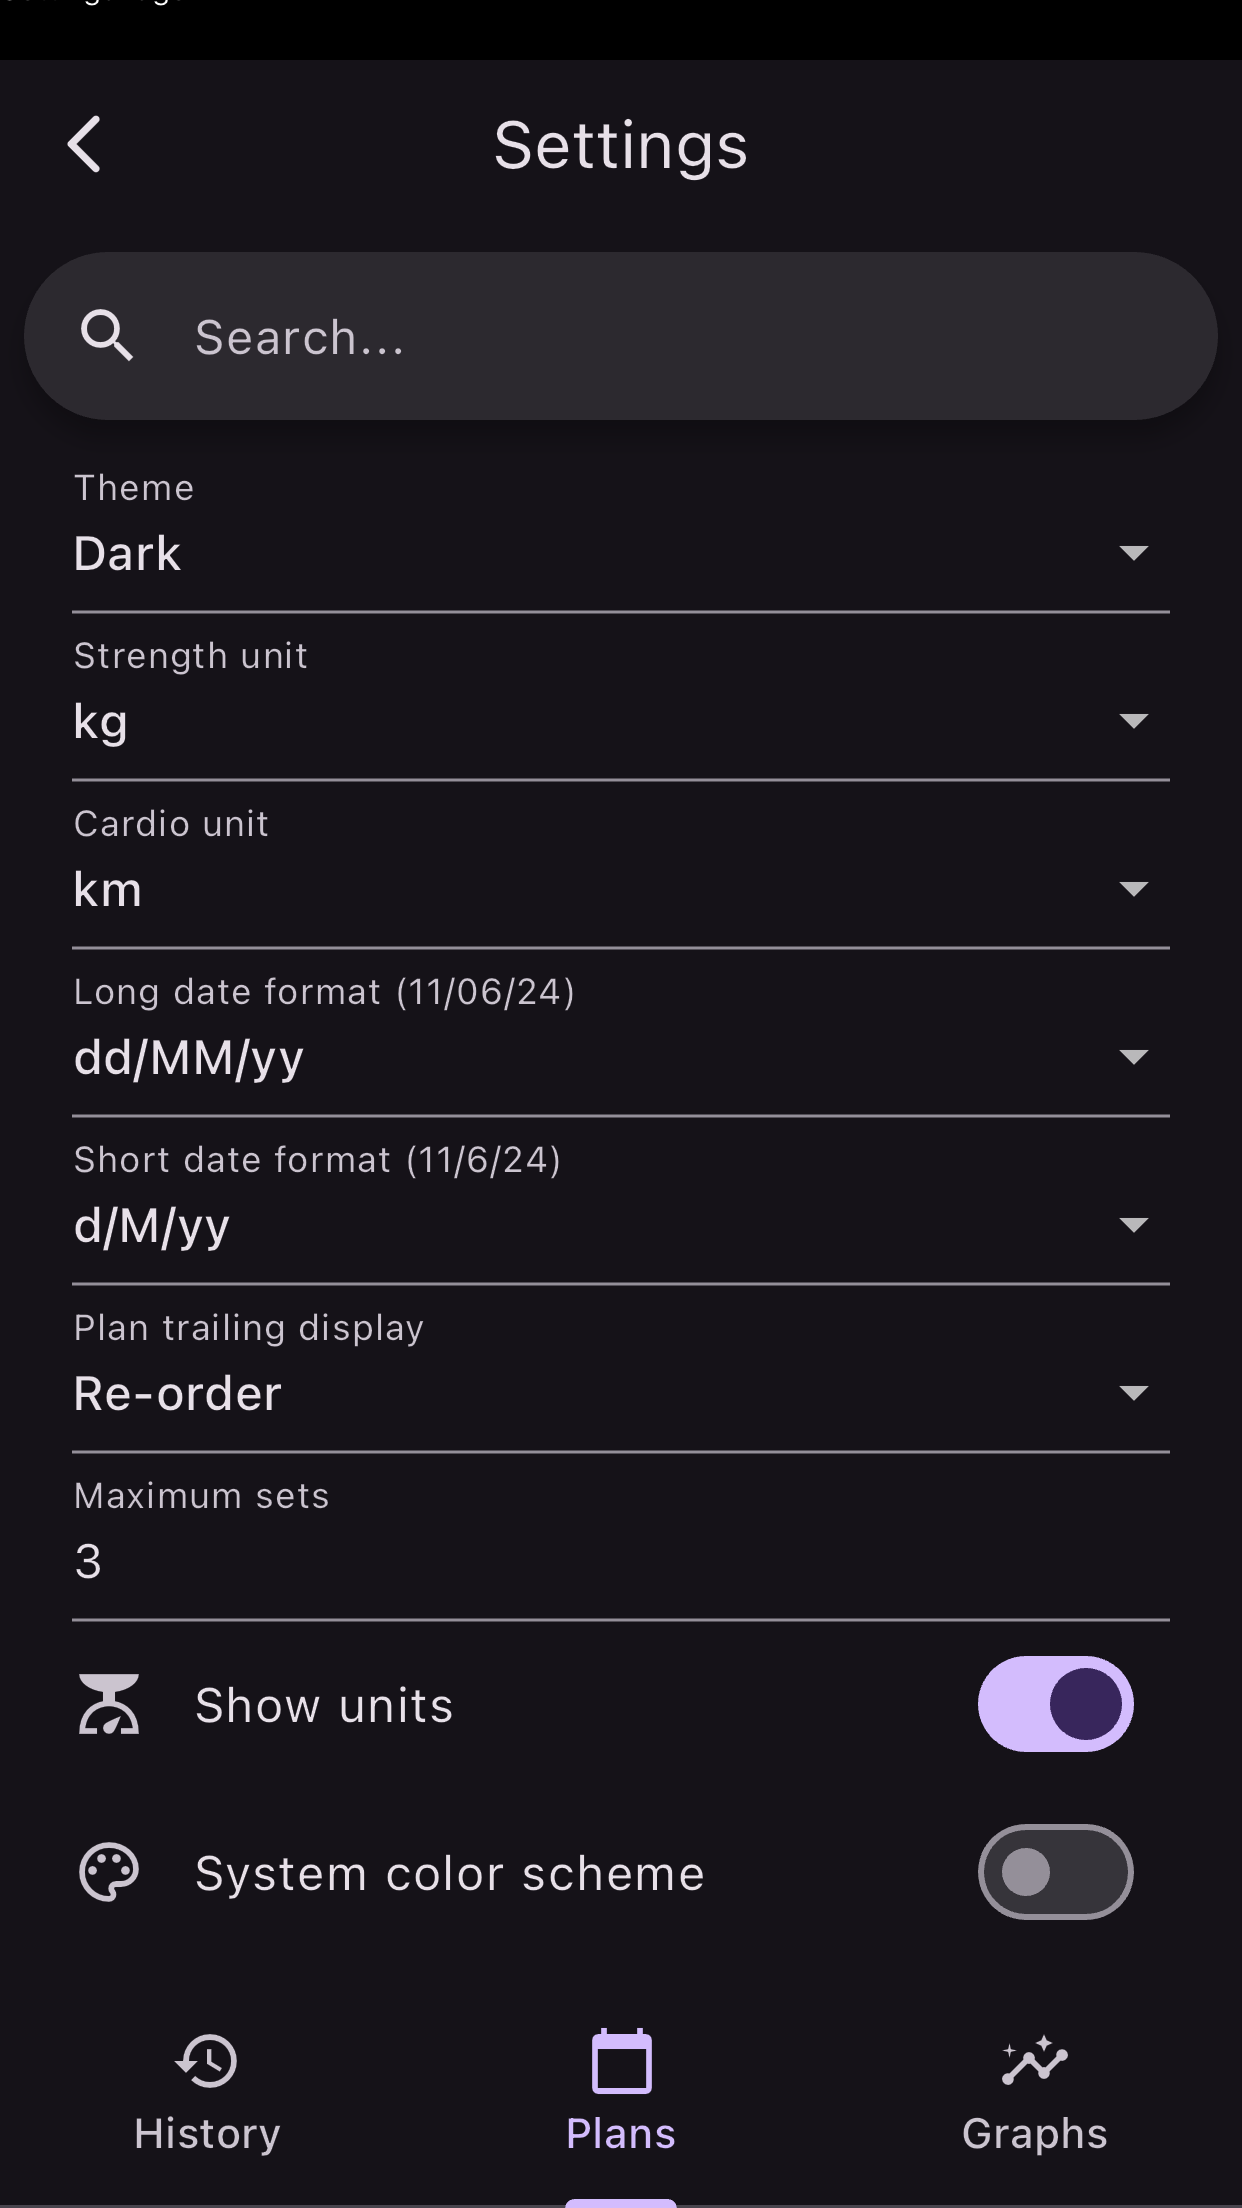 Settings
Search...
Theme
Dark
Strength unit
kg
Cardio unit
km
Long date format (11/06/24)
dd/MM/yy
Short date format (11/6/24)
d/M/yy
Plan trailing display
Re-order
Maximum sets
3
Show units
System color scheme
History
Plans
Graphs